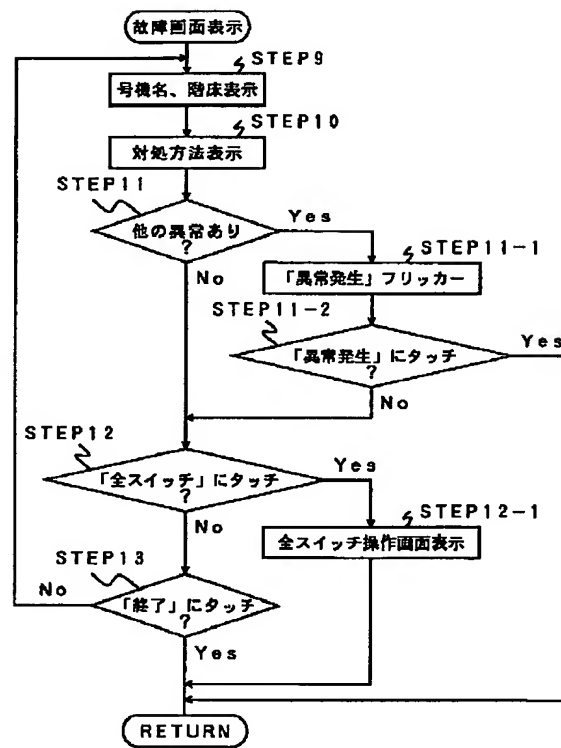 故障画面表示
STEP9
号機名、階床表示
STEP10
対処方法表示
STEP11
他の異常あり
?
Yes
No
STEP11-1
「異常発生」フリッカー
STEP11-2
「異常発生」にタッチ
?
Yes
No
STEP12
「全スイッチ」にタッチ
?
Yes
No
STEP12-1
全スイッチ操作画面表示
STEP13
「終了」にタッチ
?
No
Yes
RETURN